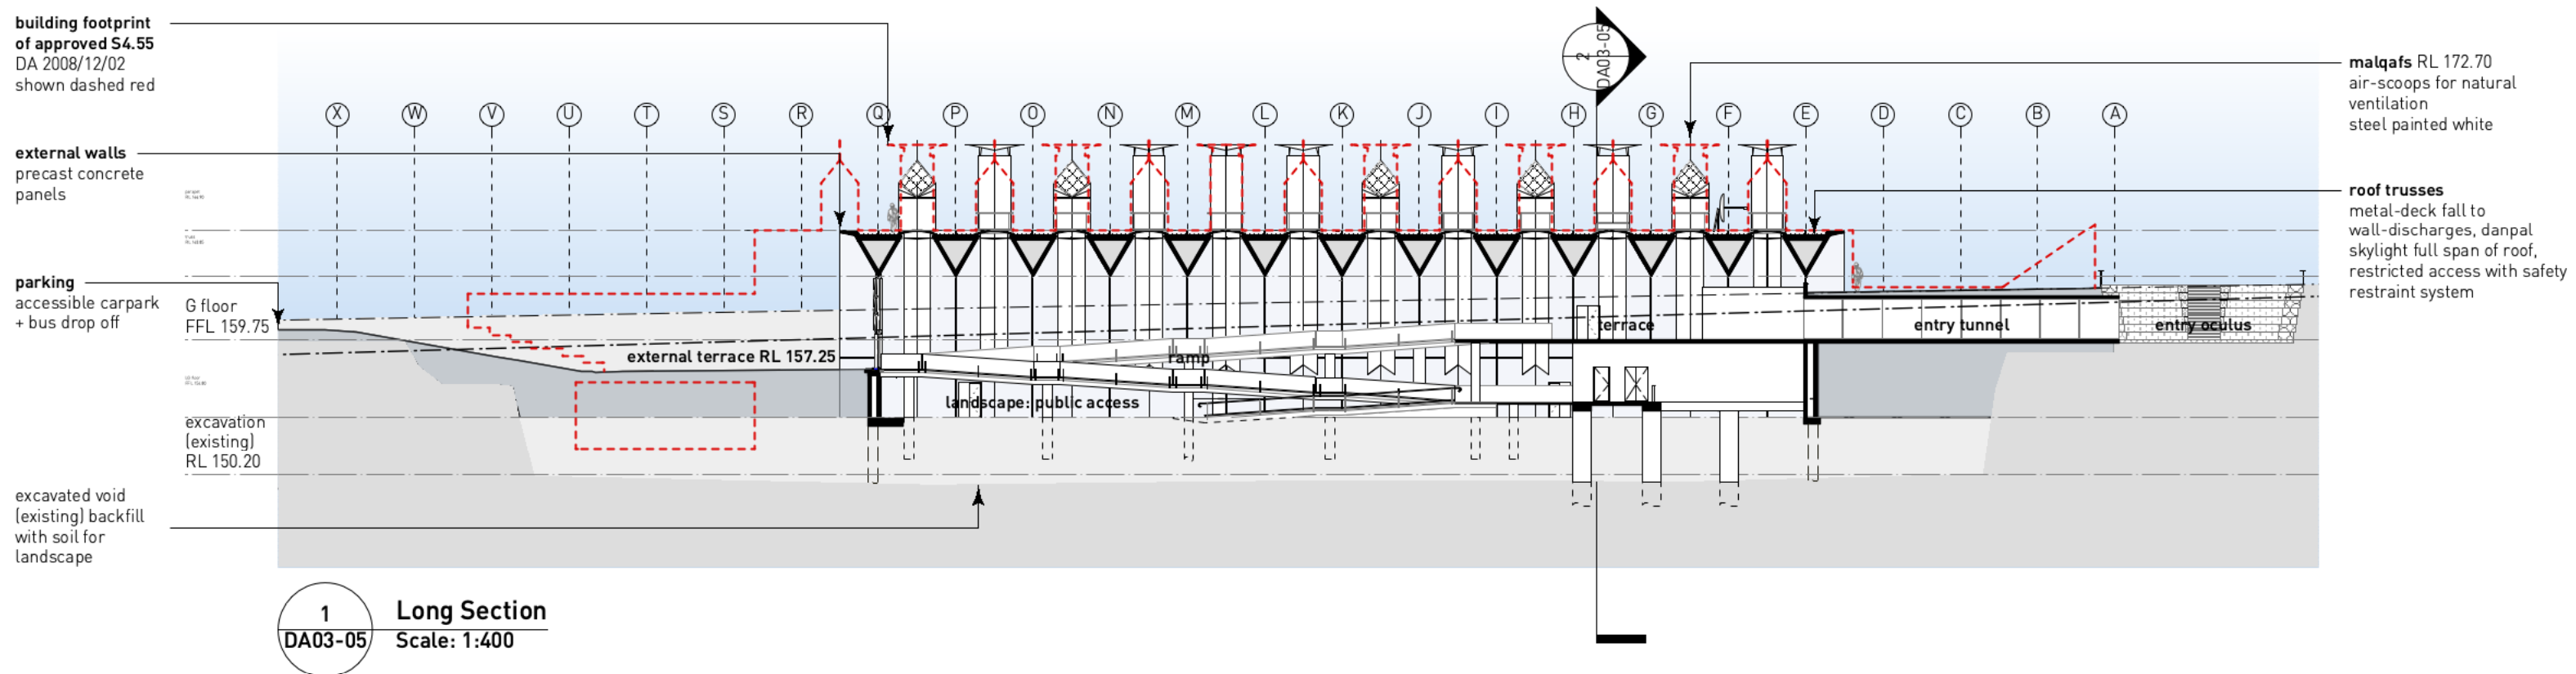 building footprint
of approved S4.55
DA 2008/12/02
shown dashed red
external walls
precast concrete
panels
parking
accessible carpark
+ bus drop off
G floor
FFL 159.75
excavation
(existing)
RL 150.20
excavated void
(existing) backfill
with soil for
landscape
2
DA03-05
X W V U T S R Q P O N M L K J I H G F E D C B A
malqafs RL 172.70
air-scoops for natural
ventilation
steel painted white
roof trusses
metal-deck fall to
wall-discharges, danpal
skylight full span of roof,
restricted access with safety
restraint system
terrace
entry tunnel
entry oculus
external terrace RL 157.25
ramp
landscape: public access
1
DA03-05
Long Section
Scale: 1:400